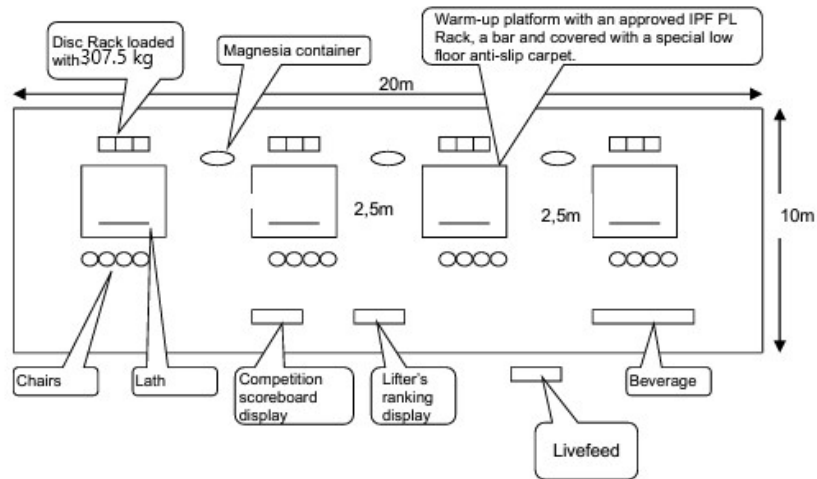 Disc Rack loaded
with307.5 kg
Magnesia container
Warm-up platform with an approved IPF PL
Rack, a bar and covered with a special low
floor anti-slip carpet.
20m
2,5m
2,5m
10m
Chairs
Lath
Competition
scoreboard
display
Lifter's
ranking
display
Livefeed
Beverage